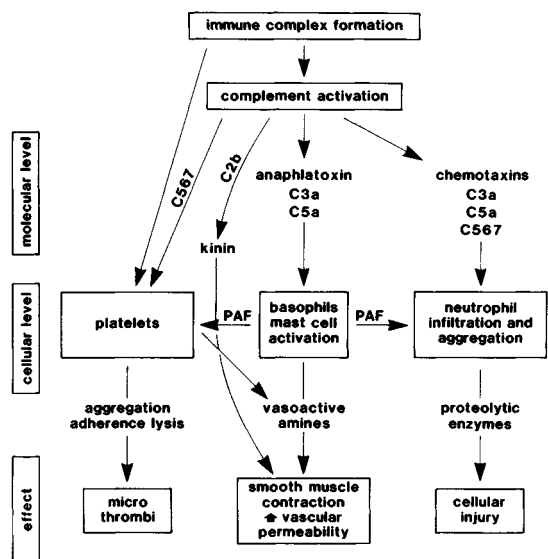 immune complex formation
complement activation
molecular level
C567
C2b
anaphlatoxin
C3a
C5a
chemotaxins
C3a
C5a
C567
kinin
cellular level
platelets
PAF
basophils
mast cell
activation
PAF
neutrophil
infiltration and
aggregation
aggregation
adherence lysis
vasoactive
amines
proteolytic
enzymes
effect
micro
thrombi
smooth muscle
contraction
⬆ vascular
permeability
cellular
injury